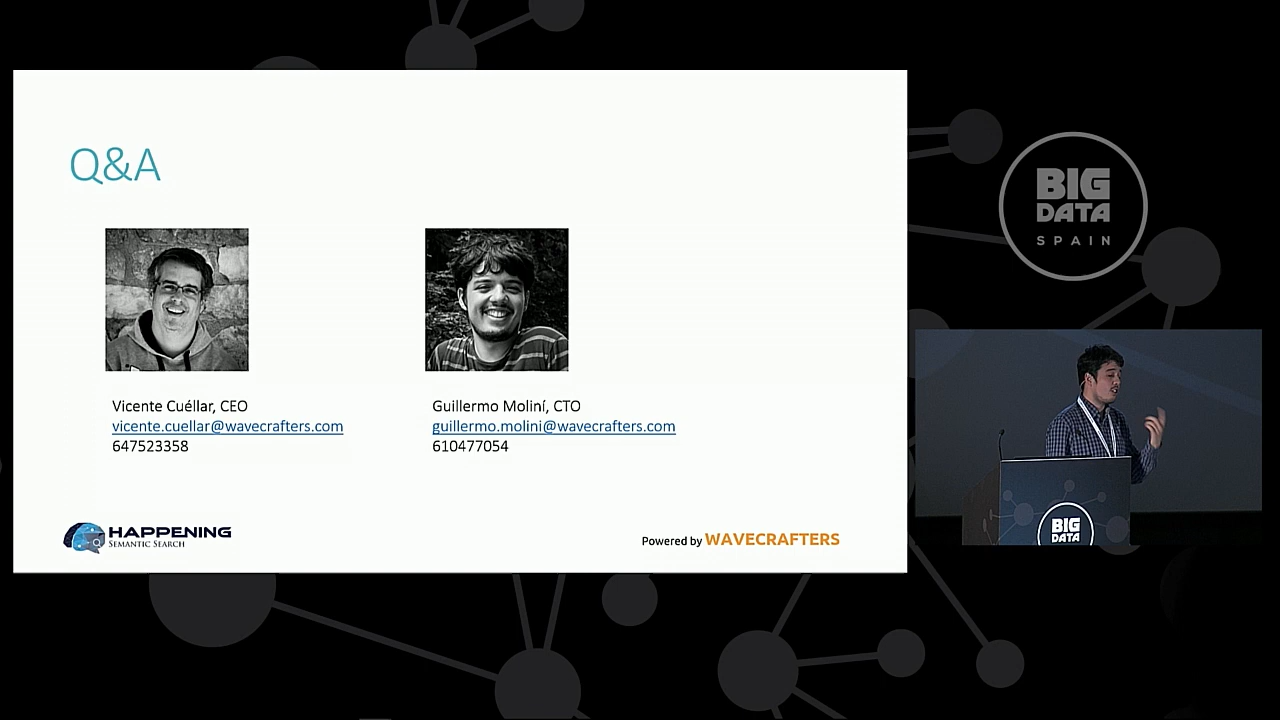 Q&A
Vicente Cuéllar, CEO
vicente.cuellar@wavecrafters.com
647523358
Guillermo Moliní, CTO
guillermo.molini@wavecrafters.com
610477054
HAPPENING
SEMANTIC SEARCH
Powered by WAVECRAFTERS
BIG
DATA
SPAIN
BIG
DATA